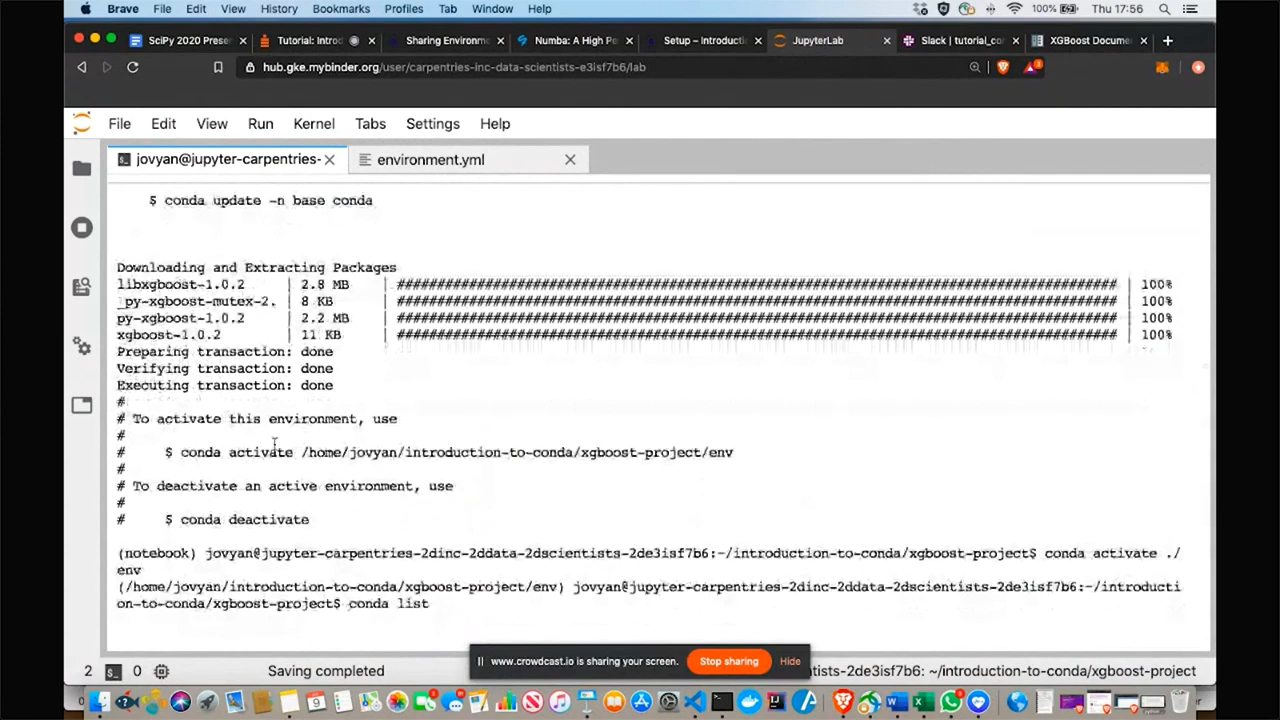 Brave File Edit View History Bookmarks Profiles Tab Window Help 100% Thu 17:56
SciPy 2020 Prese Tutorial: Introd Sharing Environme Numba: A High Pe Setup – Introductio JupyterLab Slack | tutorial_co XGBoost Docume
hub.gke.mybinder.org/user/carpentries-inc-data-scientists-e3isf7b6/lab
File Edit View Run Kernel Tabs Settings Help
jovyan@jupyter-carpentries- environment.yml
$ conda update -n base conda
Downloading and Extracting Packages
libxgboost-1.0.2 | 2.8 MB | ########################################################################################## | 100%
_py-xgboost-mutex-2. | 8 KB | ########################################################################################## | 100%
py-xgboost-1.0.2 | 2.2 MB | ########################################################################################## | 100%
xgboost-1.0.2 | 11 KB | ########################################################################################## | 100%
Preparing transaction: done
Verifying transaction: done
Executing transaction: done
#
# To activate this environment, use
#
# $ conda activate /home/jovyan/introduction-to-conda/xgboost-project/env
#
# To deactivate an active environment, use
#
# $ conda deactivate
(notebook) jovyan@jupyter-carpentries-2dinc-2ddata-2dscientists-2de3isf7b6:~/introduction-to-conda/xgboost-project$ conda activate ./
env
(/home/jovyan/introduction-to-conda/xgboost-project/env) jovyan@jupyter-carpentries-2dinc-2ddata-2dscientists-2de3isf7b6:~/introducti
on-to-conda/xgboost-project$ conda list
www.crowdcast.io is sharing your screen. Stop sharing Hide
2 0 Saving completed tists-2de3isf7b6: ~/introduction-to-conda/xgboost-project